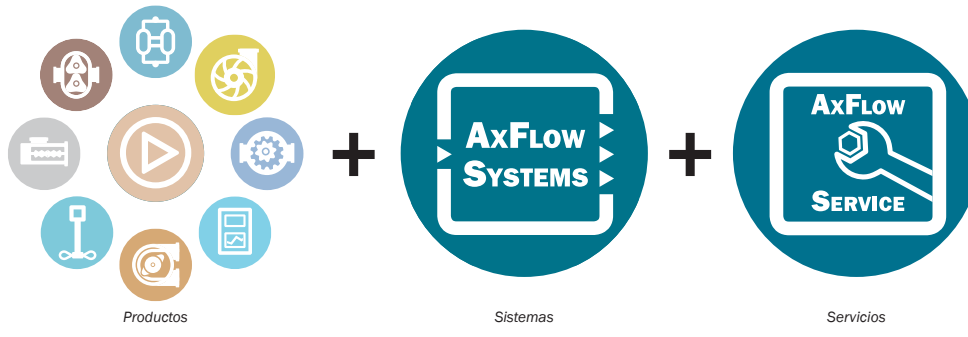 AXFLOW
SYSTEMS
AXFLOW
SERVICE
Productos
Sistemas
Servicios